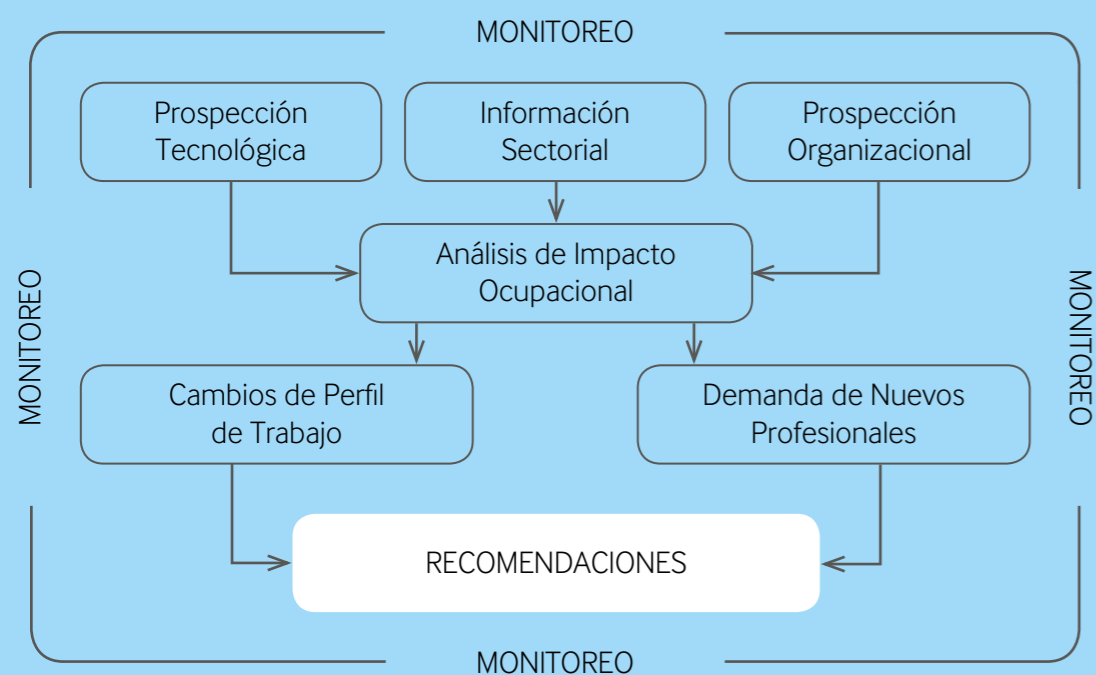 MONITOREO
Prospección
Tecnológica
Información
Sectorial
Prospección
Organizacional
Análisis de Impacto
Ocupacional
MONITOREO
MONITOREO
Cambios de Perfil
de Trabajo
Demanda de Nuevos
Profesionales
RECOMENDACIONES
MONITOREO